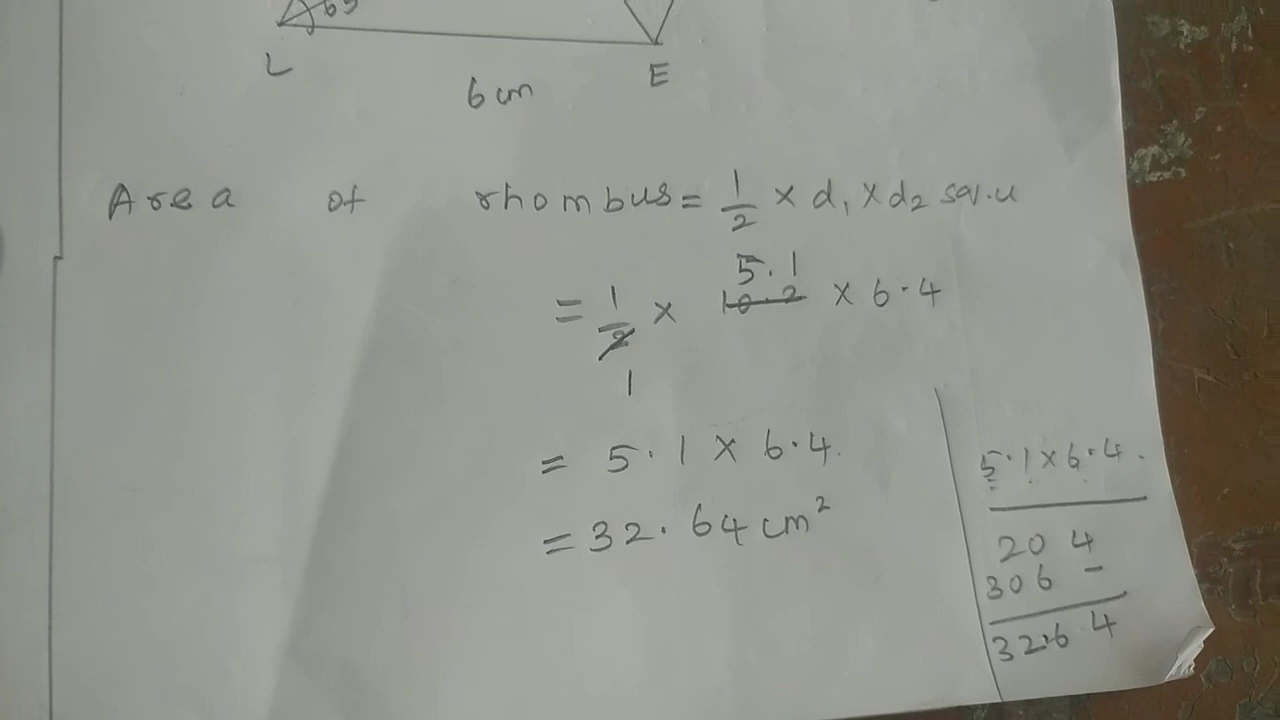 65
L
E
6 cm
Area of rhombus = 1/2 × d₁ × d₂ sq.u
5.1
= 1/2 × 10.2 × 6.4
1
= 5.1 × 6.4
= 32.64 cm²
5.1 × 6.4
204
306 -
32.64